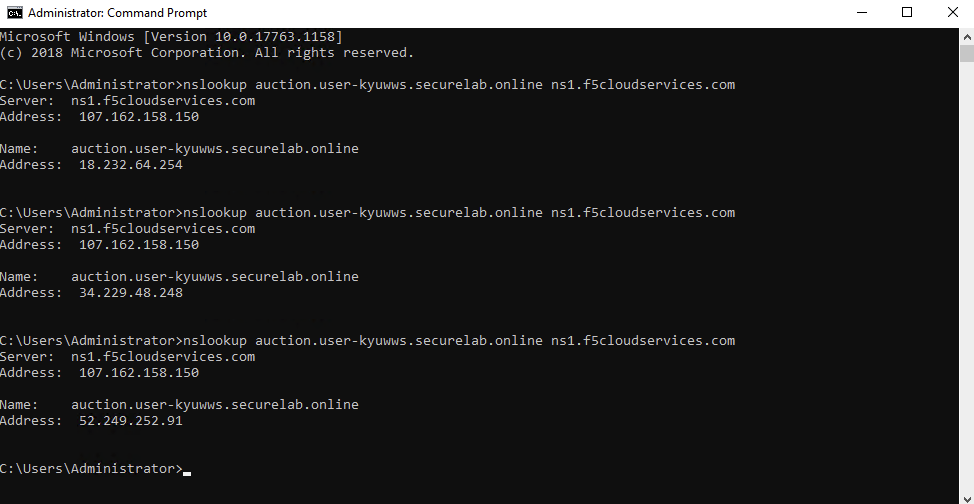 Administrator: Command Prompt
Microsoft Windows [Version 10.0.17763.1158]
(c) 2018 Microsoft Corporation. All rights reserved.
C:\Users\Administrator>nslookup auction.user-kyuwws.securelab.online ns1.f5cloudservices.com
Server:  ns1.f5cloudservices.com
Address:  107.162.158.150
Name:    auction.user-kyuwws.securelab.online
Address:  18.232.64.254
C:\Users\Administrator>nslookup auction.user-kyuwws.securelab.online ns1.f5cloudservices.com
Server:  ns1.f5cloudservices.com
Address:  107.162.158.150
Name:    auction.user-kyuwws.securelab.online
Address:  34.229.48.248
C:\Users\Administrator>nslookup auction.user-kyuwws.securelab.online ns1.f5cloudservices.com
Server:  ns1.f5cloudservices.com
Address:  107.162.158.150
Name:    auction.user-kyuwws.securelab.online
Address:  52.249.252.91
C:\Users\Administrator>